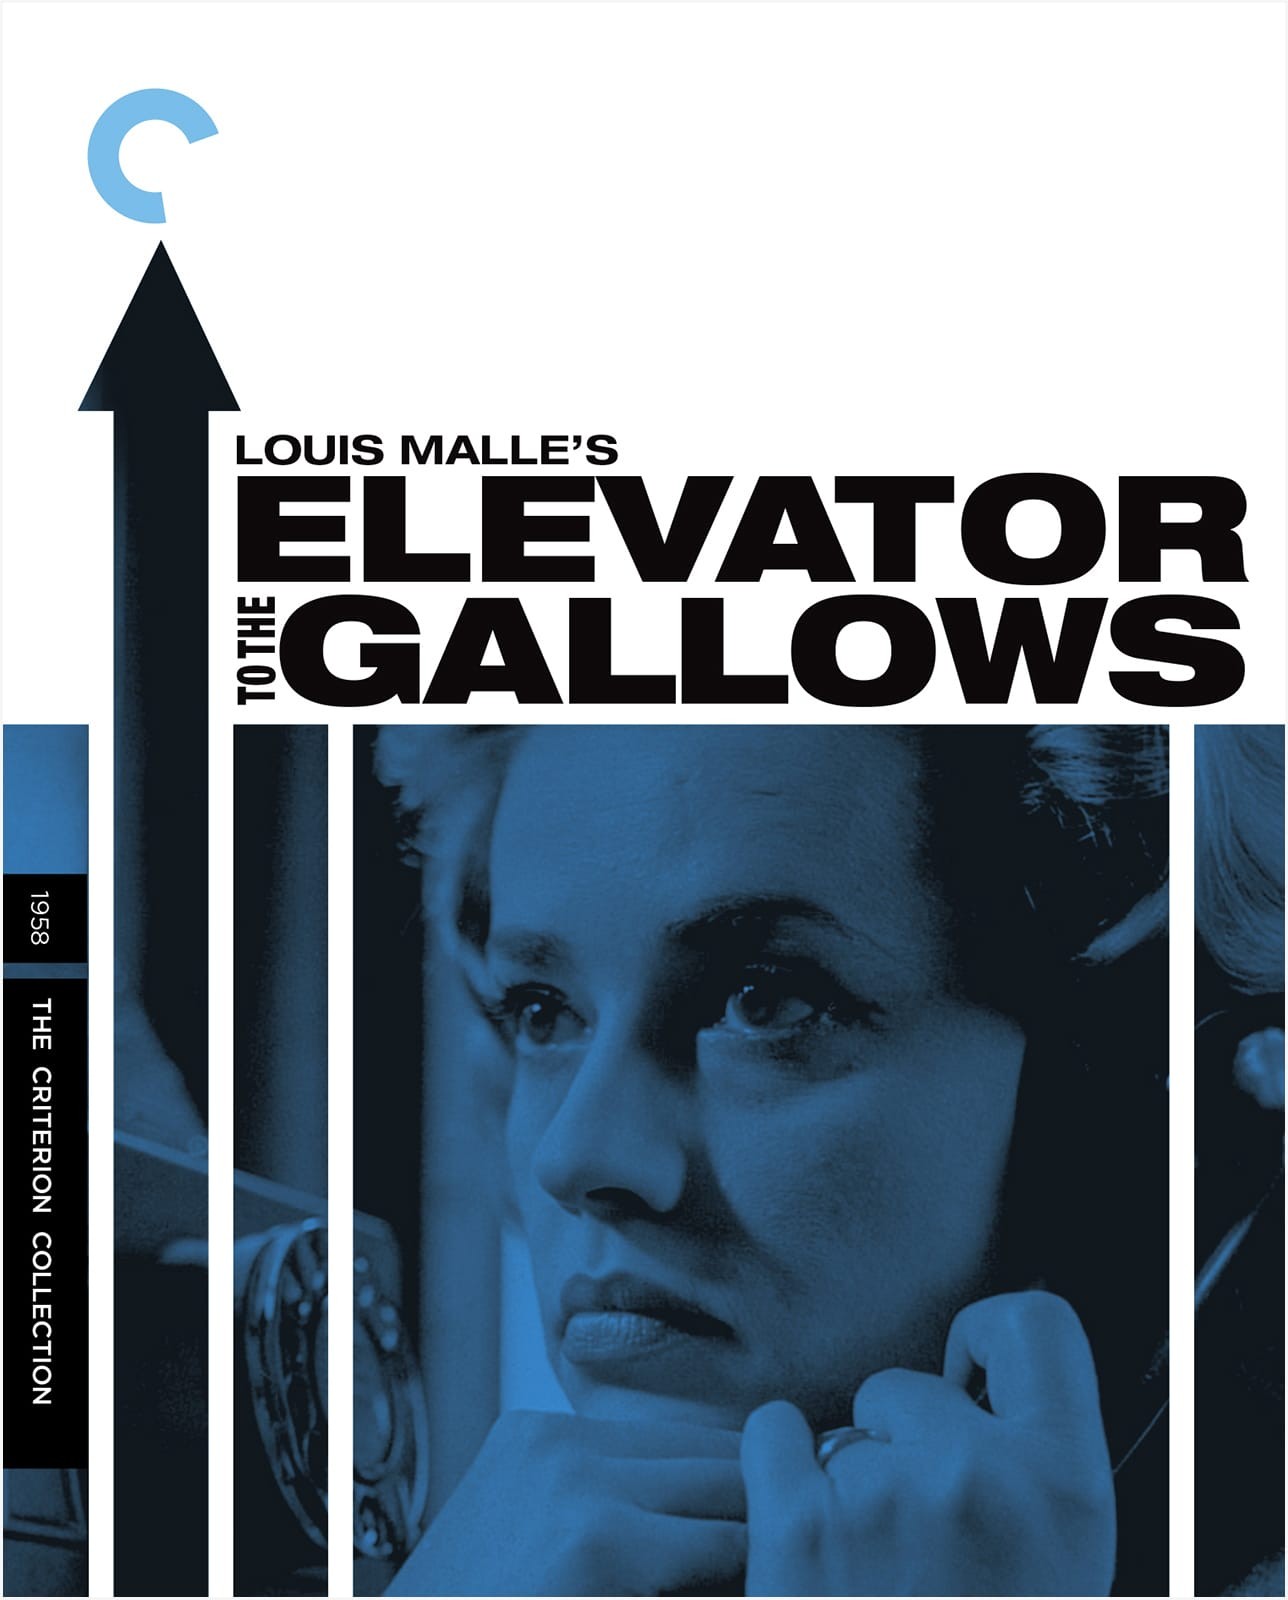 LOUIS MALLE’S
ELEVATOR
TO THE
GALLOWS
1958
THE CRITERION COLLECTION